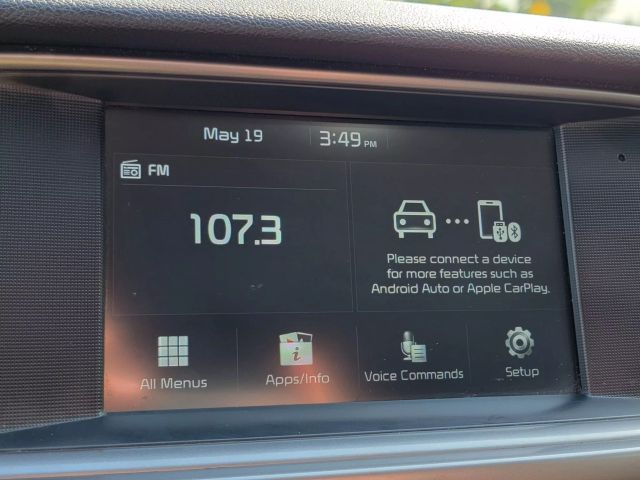 May 19 3:49 PM
FM
107.3
Please connect a device
for more features such as
Android Auto or Apple CarPlay.
All Menus Apps/Info Voice Commands Setup